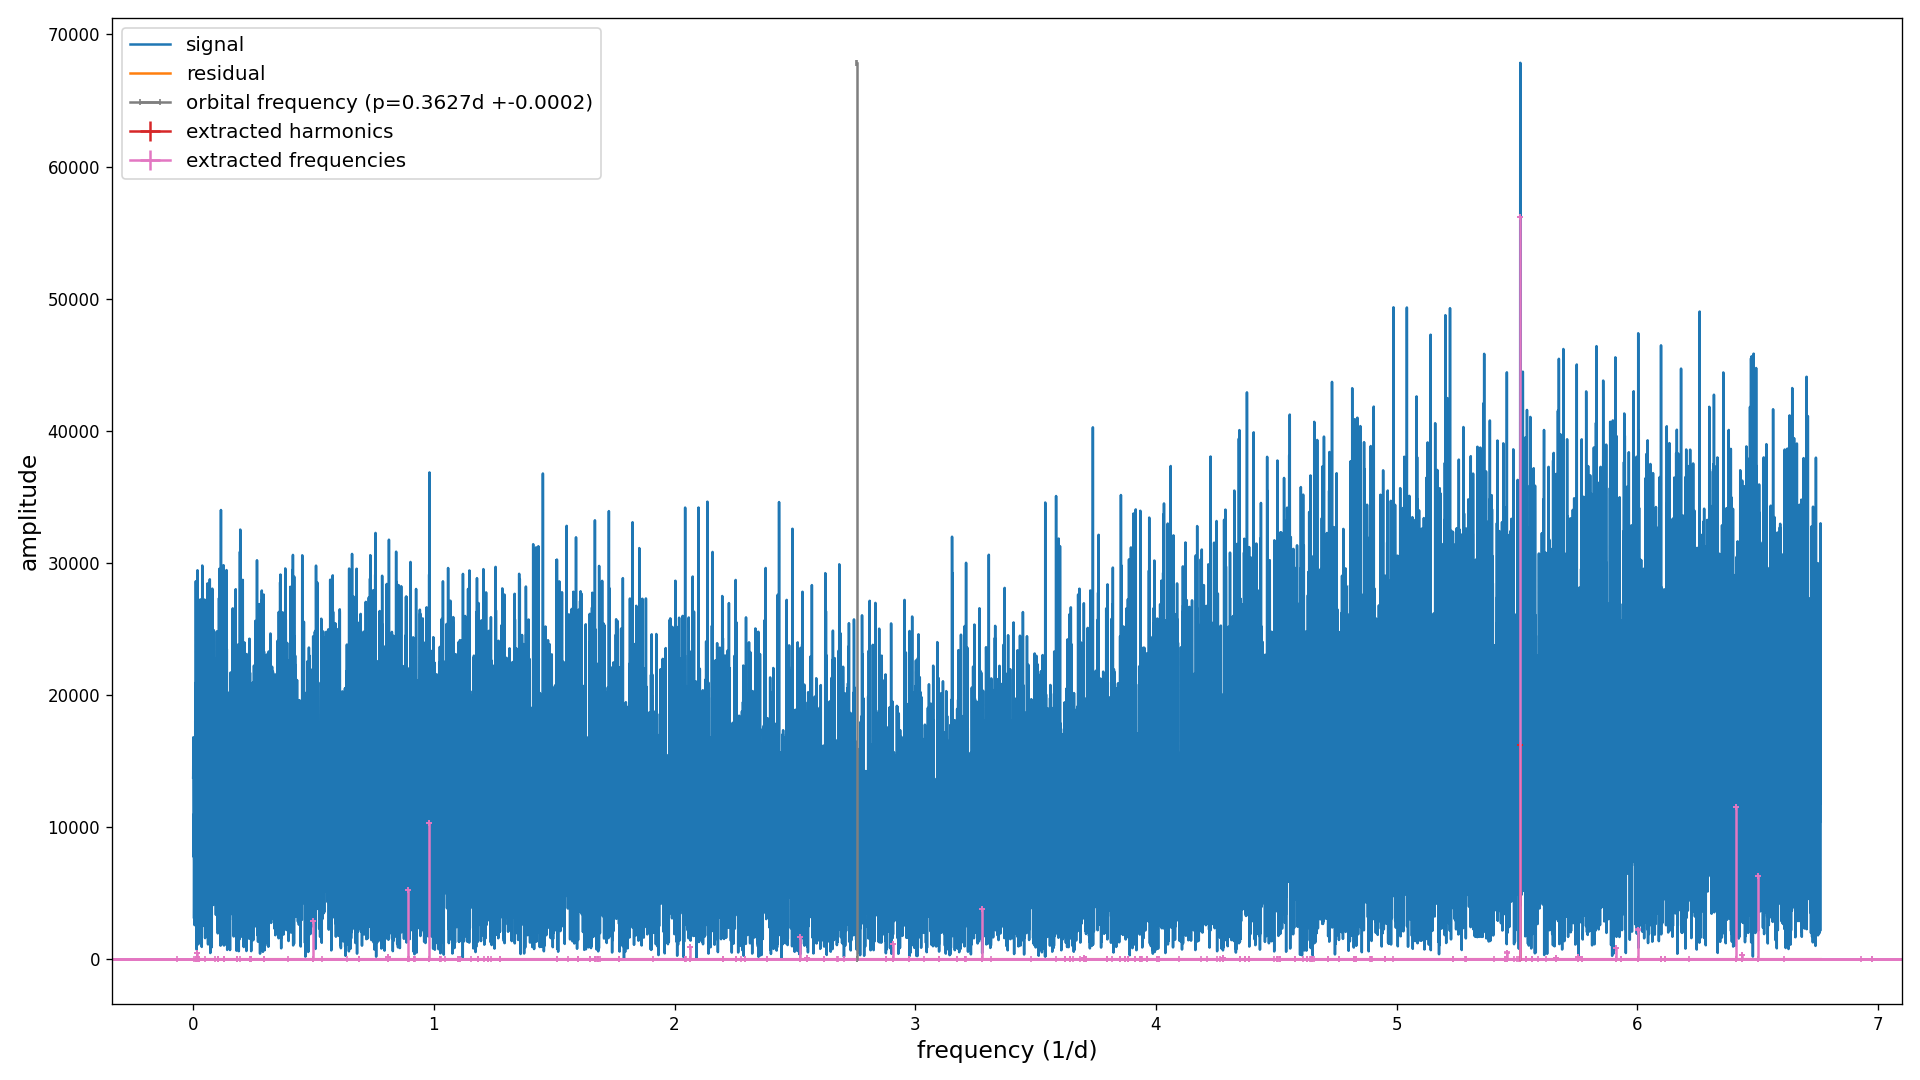 70000
60000
50000
40000
30000
20000
10000
0
amplitude
signal
residual
orbital frequency (p=0.3627d +-0.0002)
extracted harmonics
extracted frequencies
0 1 2 3 4 5 6 7
frequency (1/d)